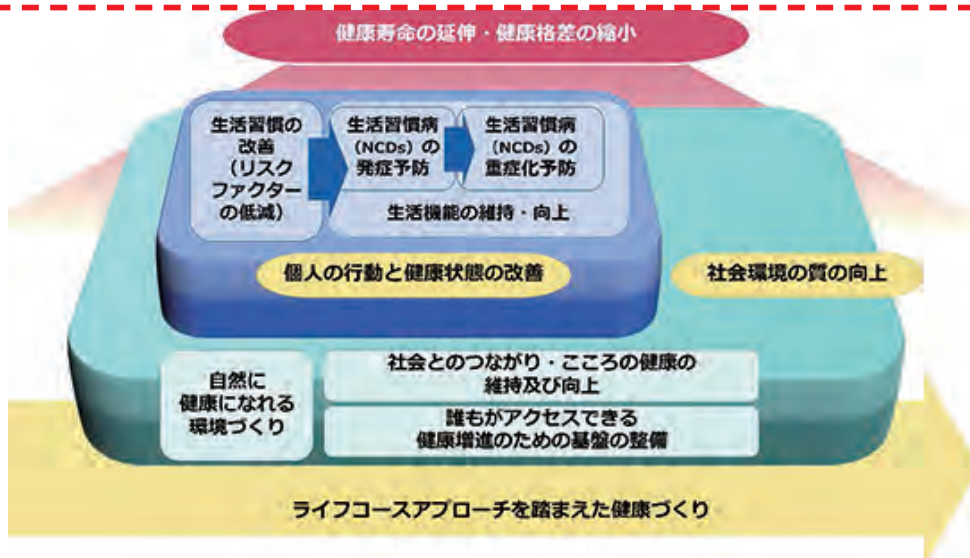 健康寿命の延伸・健康格差の縮小
生活習慣の
改善
（リスク
ファクター
の低減）
生活習慣病
（NCDs）の
発症予防
生活習慣病
（NCDs）の
重症化予防
生活機能の維持・向上
個人の行動と健康状態の改善
社会環境の質の向上
自然に
健康になれる
環境づくり
社会とのつながり・こころの健康の
維持及び向上
誰もがアクセスできる
健康増進のための基盤の整備
ライフコースアプローチを踏まえた健康づくり